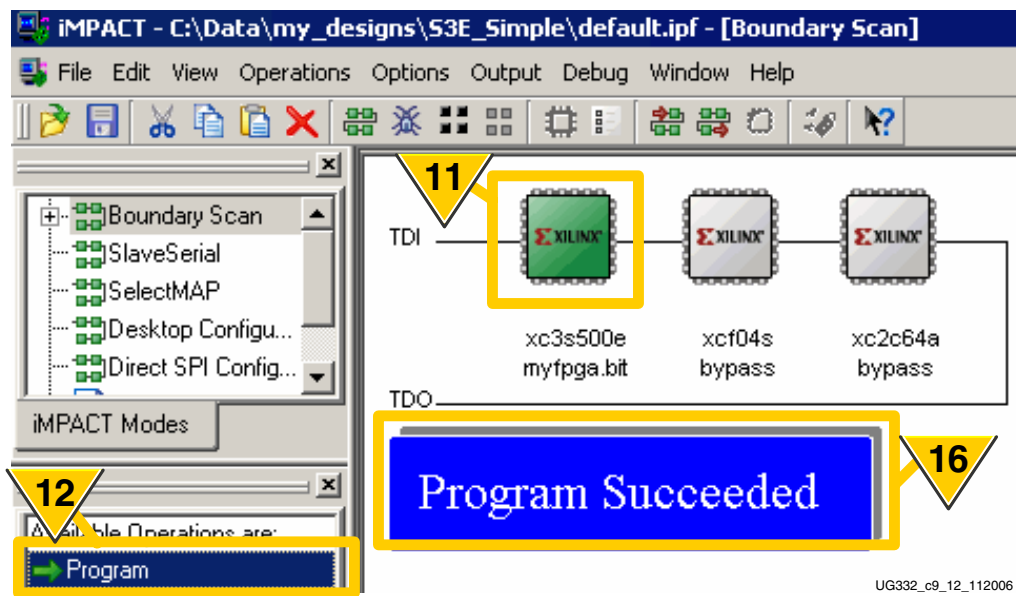 iMPACT - C:\Data\my_designs\S3E_Simple\default.ipf - [Boundary Scan]
File Edit View Operations Options Output Debug Window Help
Boundary Scan
SlaveSerial
SelectMAP
Desktop Configu...
Direct SPI Config...
iMPACT Modes
12
Available Operations are:
Program
11
TDI
XILINX
XILINX
XILINX
xc3s500e xcf04s xc2c64a
myfpga.bit bypass bypass
TDO
Program Succeeded
16
UG332_c9_12_112006